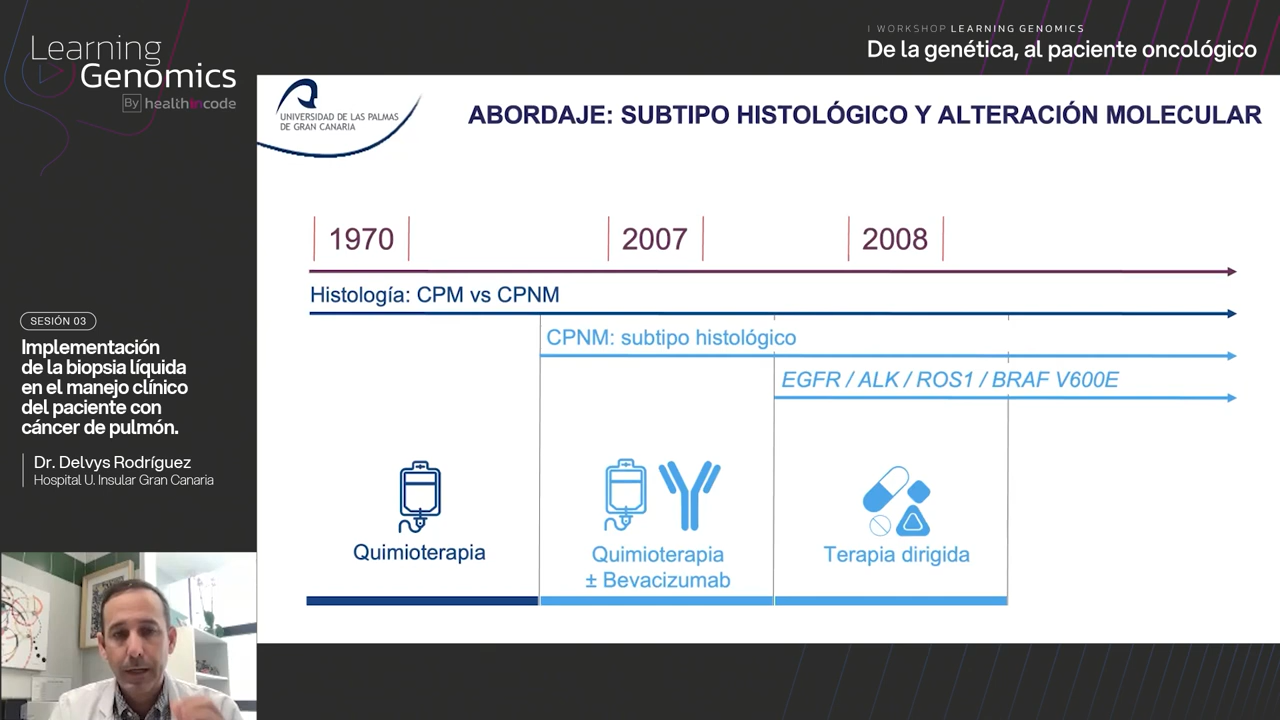 Learning
Genomics
By healthincode
I WORKSHOP LEARNING GENOMICS
De la genética, al paciente oncológico
UNIVERSIDAD DE LAS PALMAS
DE GRAN CANARIA
ABORDAJE: SUBTIPO HISTOLÓGICO Y ALTERACIÓN MOLECULAR
1970
2007
2008
Histología: CPM vs CPNM
CPNM: subtipo histológico
EGFR / ALK / ROS1 / BRAF V600E
Quimioterapia
Quimioterapia
± Bevacizumab
Terapia dirigida
SESIÓN 03
Implementación
de la biopsia líquida
en el manejo clínico
del paciente con
cáncer de pulmón.
Dr. Delvys Rodríguez
Hospital U. Insular Gran Canaria